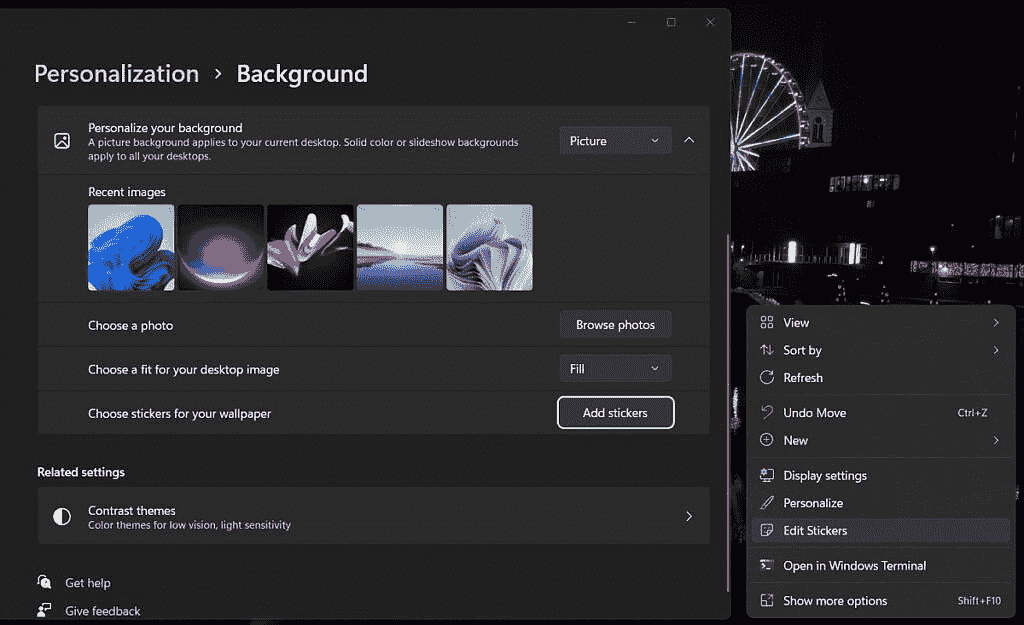 Personalization › Background
Personalize your background
A picture background applies to your current desktop. Solid color or slideshow backgrounds
apply to all your desktops.
Picture
Recent images
Choose a photo
Browse photos
Choose a fit for your desktop image
Fill
Choose stickers for your wallpaper
Add stickers
Related settings
Contrast themes
Color themes for low vision, light sensitivity
Get help
Give feedback
View
Sort by
Refresh
Undo Move Ctrl+Z
New
Display settings
Personalize
Edit Stickers
Open in Windows Terminal
Show more options Shift+F10